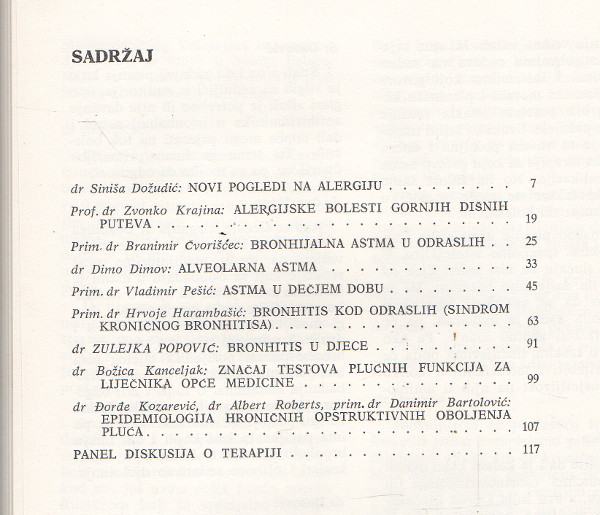 SADRŽAJ
dr Siniša Dožudić: NOVI POGLEDI NA ALERGIJU . . . . . . . . . 7
Prof. dr Zvonko Krajina: ALERGIJSKE BOLESTI GORNJIH DISNIH
PUTEVA . . . . . . . . . . . . . . . . . . . . 19
Prim. dr Branimir Čvorišćec: BRONHIJALNA ASTMA U ODRASLIH . . 25
dr Dimo Dimov: ALVEOLARNA ASTMA . . . . . . . . . . . . 33
Prim. dr Vladimir Pešić: ASTMA U DEČJEM DOBU . . . . . . . . 45
Prim. dr Hrvoje Harambašić: BRONHITIS KOD ODRASLIH (SINDROM
KRONIČNOG BRONHITISA) . . . . . . . . . . . . . . 63
dr ZULEJKA POPOVIĆ: BRONHITIS U DJECE . . . . . . . . . 91
dr Božica Kanceljak: ZNAČAJ TESTOVA PLUĆNIH FUNKCIJA ZA
LIJEČNIKA OPĆE MEDICINE . . . . . . . . . . . . . 99
dr Đorđe Kozarević, dr Albert Roberts, prim. dr Danimir Bartolović:
EPIDEMIOLOGIJA HRONIČNIH OPSTRUKTIVNIH OBOLJENJA
PLUĆA . . . . . . . . . . . . . . . . . . . . 107
PANEL DISKUSIJA O TERAPIJI . . . . . . . . . . . . . . 117